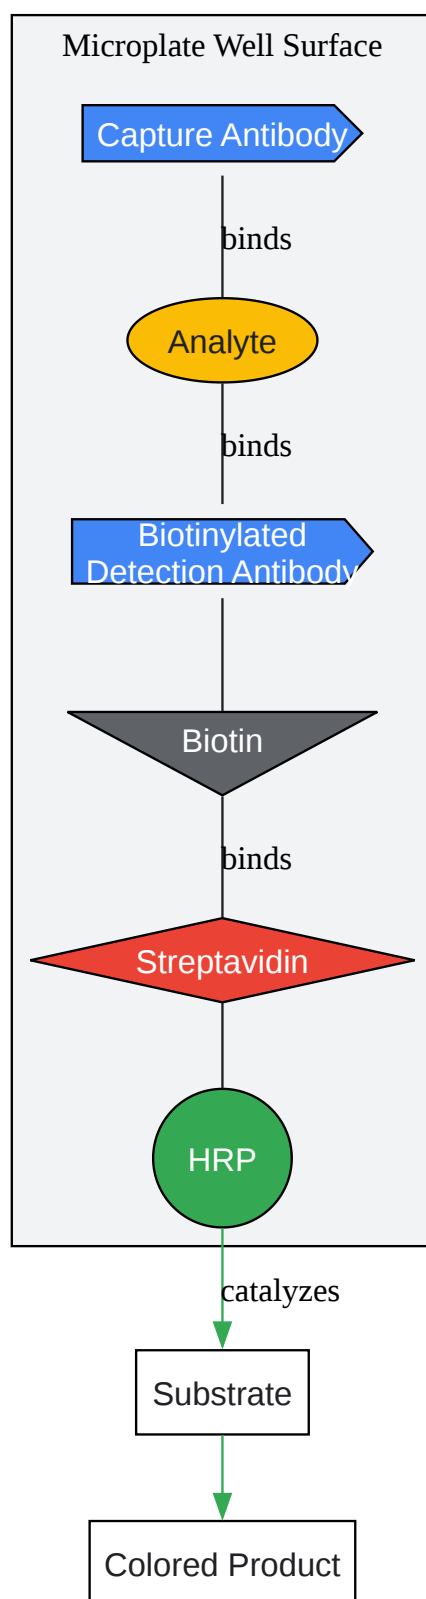 Microplate Well Surface
Capture Antibody
binds
Analyte
binds
Biotinylated
Detection Antibody
Biotin
binds
Streptavidin
HRP
catalyzes
Substrate
Colored Product